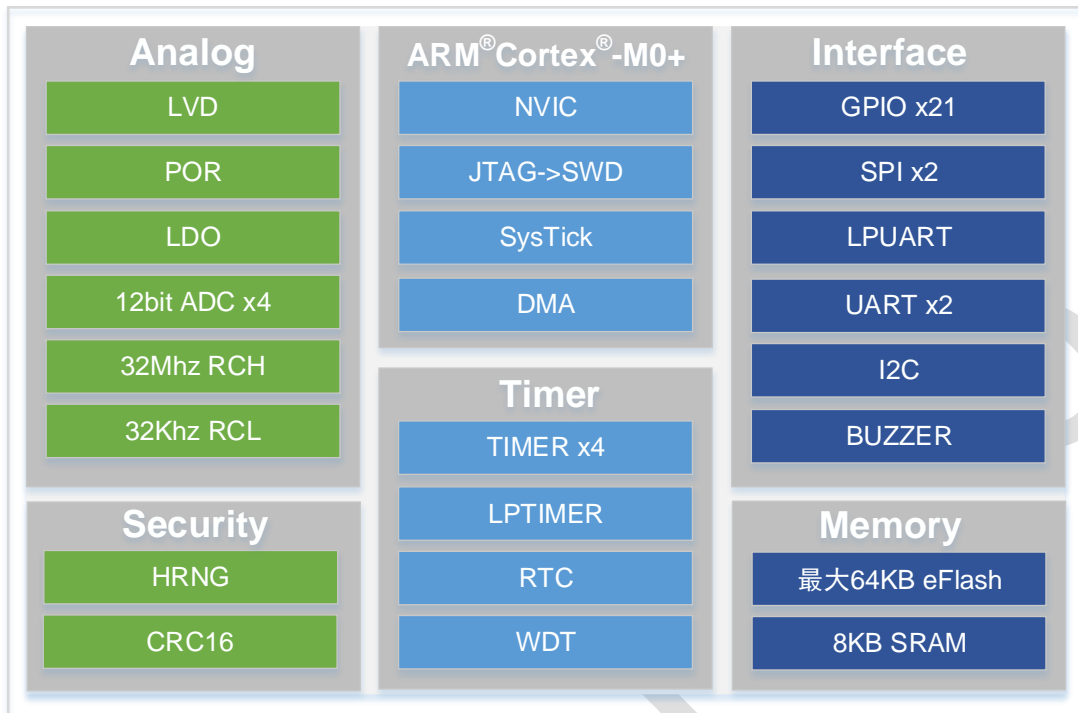 Analog
LVD
POR
LDO
12bit ADC x4
32Mhz RCH
32Khz RCL
Security
HRNG
CRC16
ARM®Cortex®-M0+
NVIC
JTAG->SWD
SysTick
DMA
Timer
TIMER x4
LPTIMER
RTC
WDT
Interface
GPIO x21
SPI x2
LPUART
UART x2
I2C
BUZZER
Memory
最大64KB eFlash
8KB SRAM